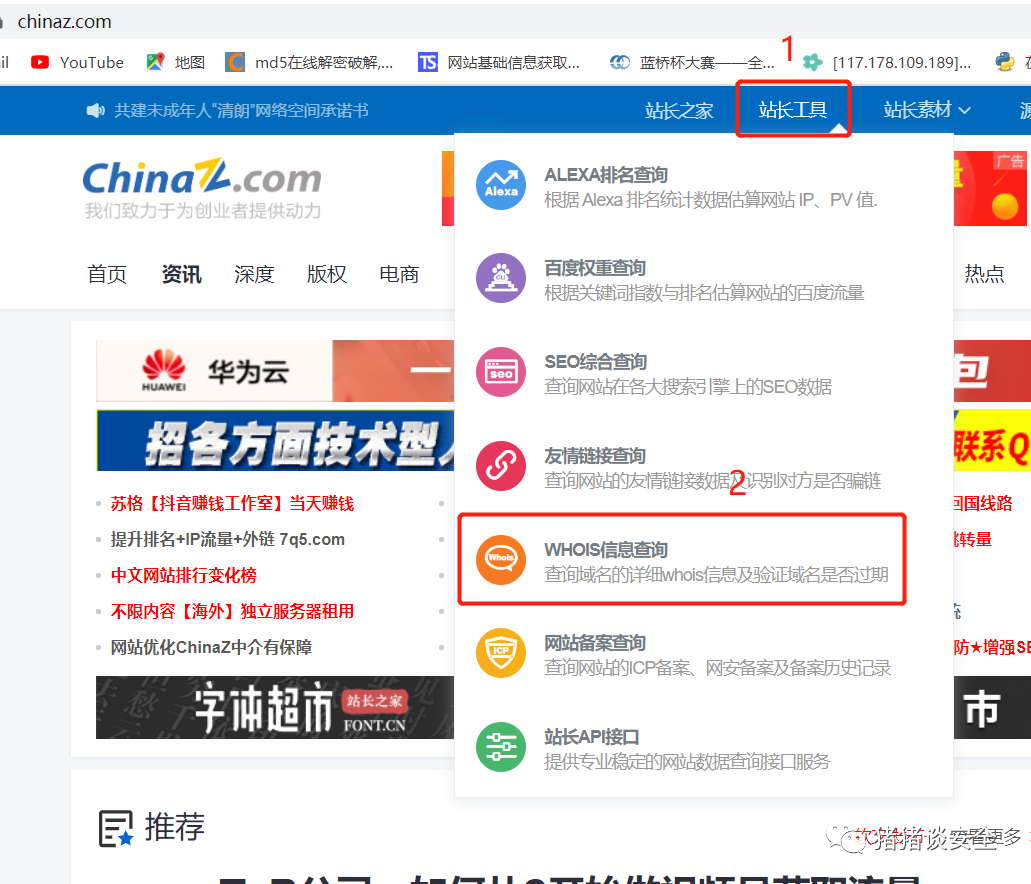 chinaz.com
il YouTube 地图 md5在线解密破解,... TS 网站基础信息获取... 蓝桥杯大赛——全... [117.178.109.189]...
1
共建未成年人“清朗”网络空间承诺书 站长之家 站长工具 站长素材 源
ChinaZ.com
我们致力于为创业者提供动力
广告
首页 资讯 深度 版权 电商 热点
Alexa
ALEXA排名查询
根据 Alexa 排名统计数据估算网站 IP、PV 值.
百度权重查询
根据关键词指数与排名估算网站的百度流量
seo
SEO综合查询
查询网站在各大搜索引擎上的SEO数据
友情链接查询
查询网站的友情链接数据及识别对方是否骗链
2
Whois
WHOIS信息查询
查询域名的详细whois信息及验证域名是否过期
ICP
网站备案查询
查询网站的ICP备案、网安备案及备案历史记录
站长API接口
提供专业稳定的网站数据查询接口服务
HUAWEI 华为云 一 包
招各方面技术型 联系Q
苏格【抖音赚钱工作室】当天赚钱 回国线路
提升排名+IP流量+外链 7q5.com 转量
中文网站排行变化榜
不限内容【海外】独立服务器租用
网站优化ChinaZ中介有保障 防★增强SE
字体超市 站长之家 FONT.CN 市
推荐
猪猪谈安全
查看更多